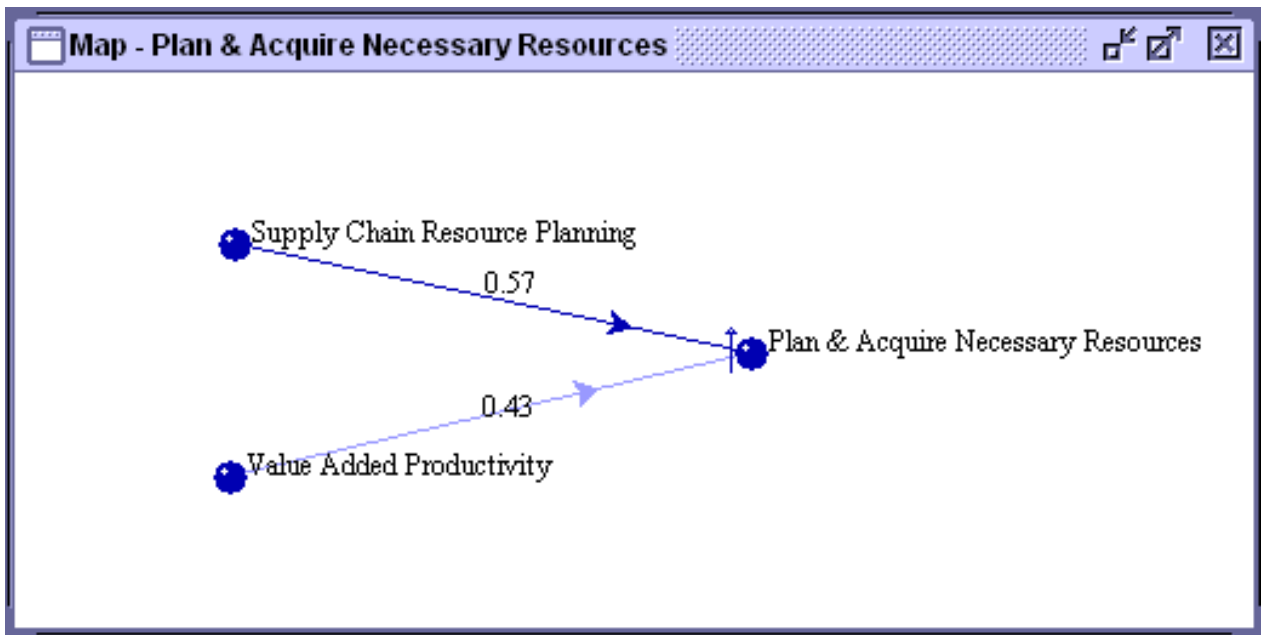 Map - Plan & Acquire Necessary Resources
Supply Chain Resource Planning
0.57
Plan & Acquire Necessary Resources
0.43
Value Added Productivity